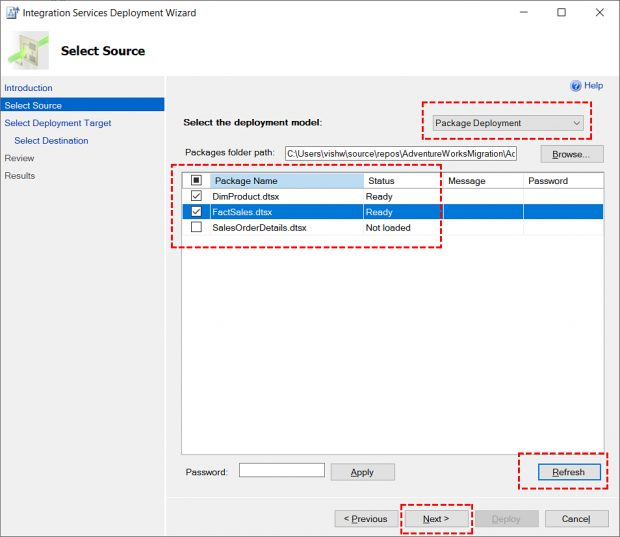 Integration Services Deployment Wizard
Select Source
Help
Introduction
Select Source
Select Deployment Target
Select Destination
Review
Results
Select the deployment model: Package Deployment
Packages folder path: C:\Users\vishw\source\repos\AdventureWorksMigration\Ac Browse...
Package Name Status Message Password
DimProduct.dtsx Ready
FactSales.dtsx Ready
SalesOrderDetails.dtsx Not loaded
Password: Apply Refresh
< Previous Next > Deploy Cancel